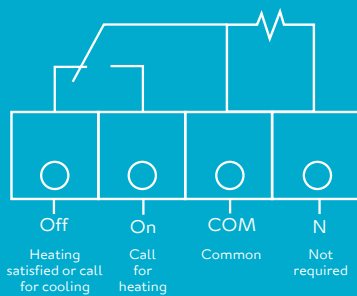 Off On COM N
Heating Call Common Not
satisfied or call for required
for cooling heating